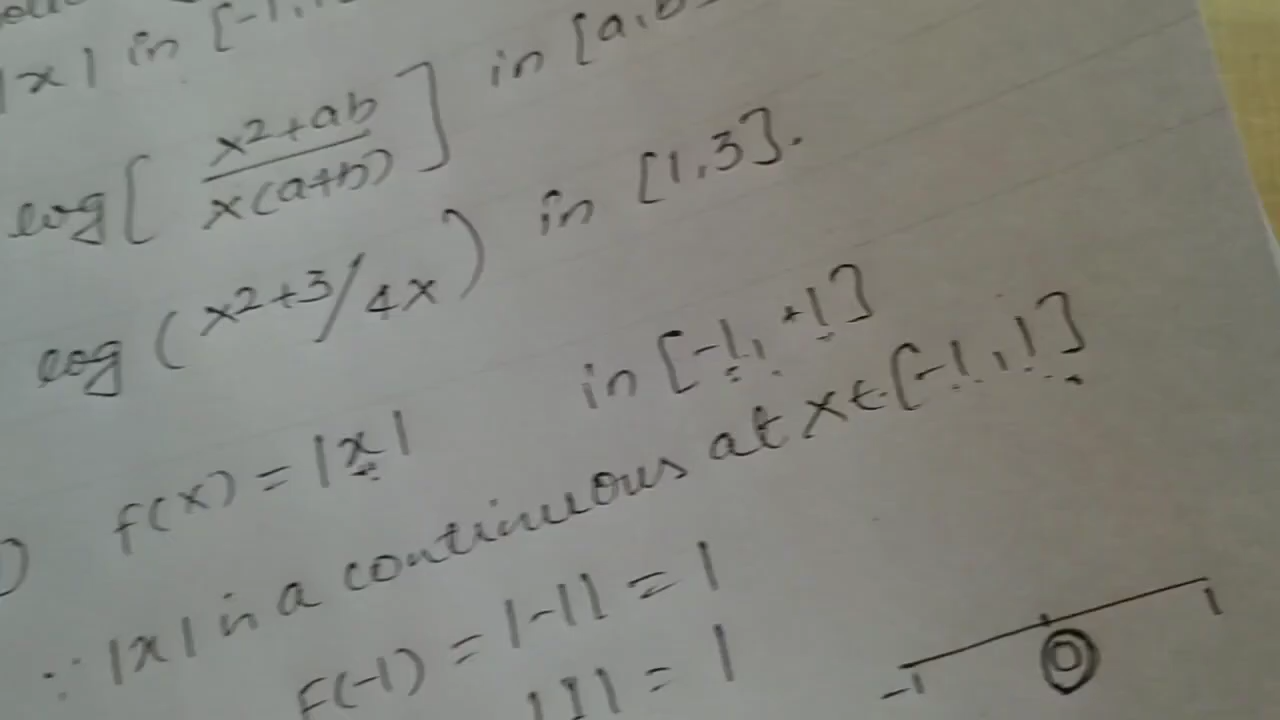 |x| in [-1,
log[ x2+ab / x(a+b) ] in [a,b
log (x2+3/4x) in [1,3].
) f(x) = |x| in [-1, +1]
∵ |x| is a continuous at x∈[-1, 1]
f(-1) = |-1| = 1
|1| = 1
-1 0 1